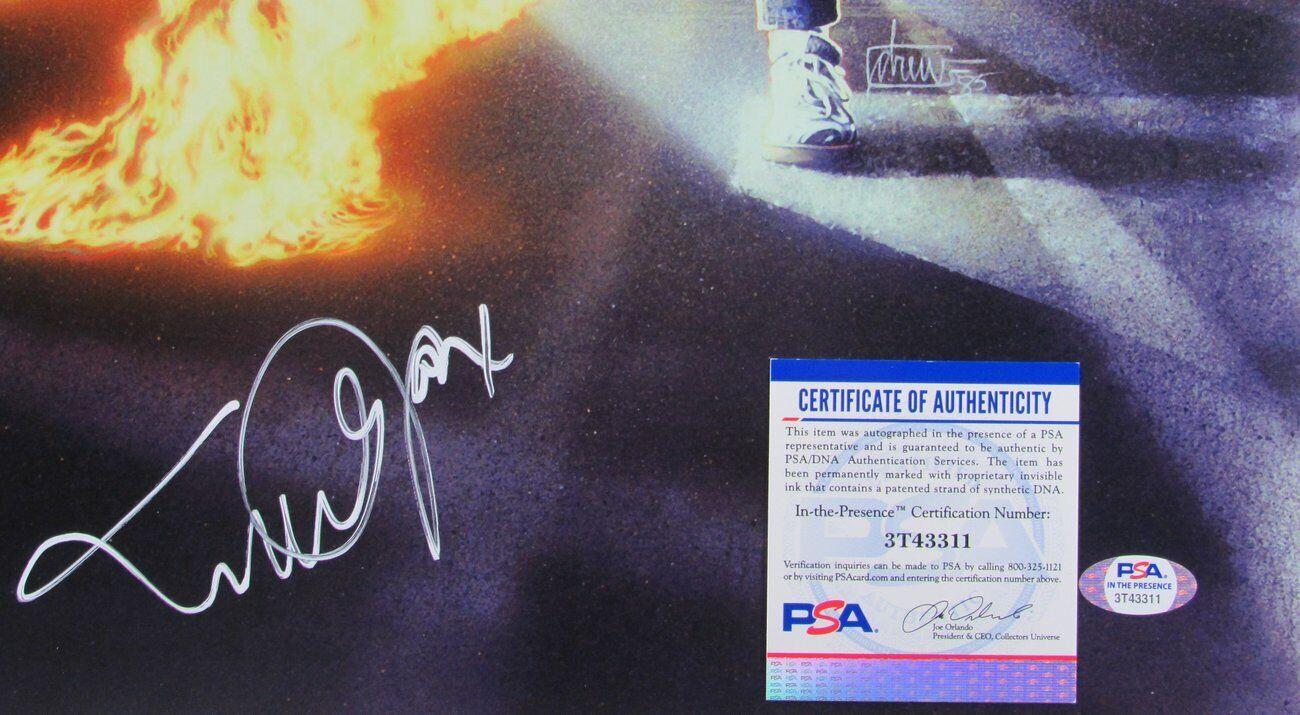 drew
CERTIFICATE OF AUTHENTICITY
This item was autographed in the presence of a PSA
representative and is guaranteed to be authentic by
PSA/DNA Authentication Services. The item has
been permanently marked with proprietary invisible
ink that contains a patented strand of synthetic DNA.
In-the-Presence™ Certification Number:
3T43311
Verification inquiries can be made to PSA by calling 800-325-1121
or by visiting PSAcard.com and entering the certification number above.
PSA
Joe Orlando
President & CEO, Collectors Universe
PSA
IN THE PRESENCE
3T43311